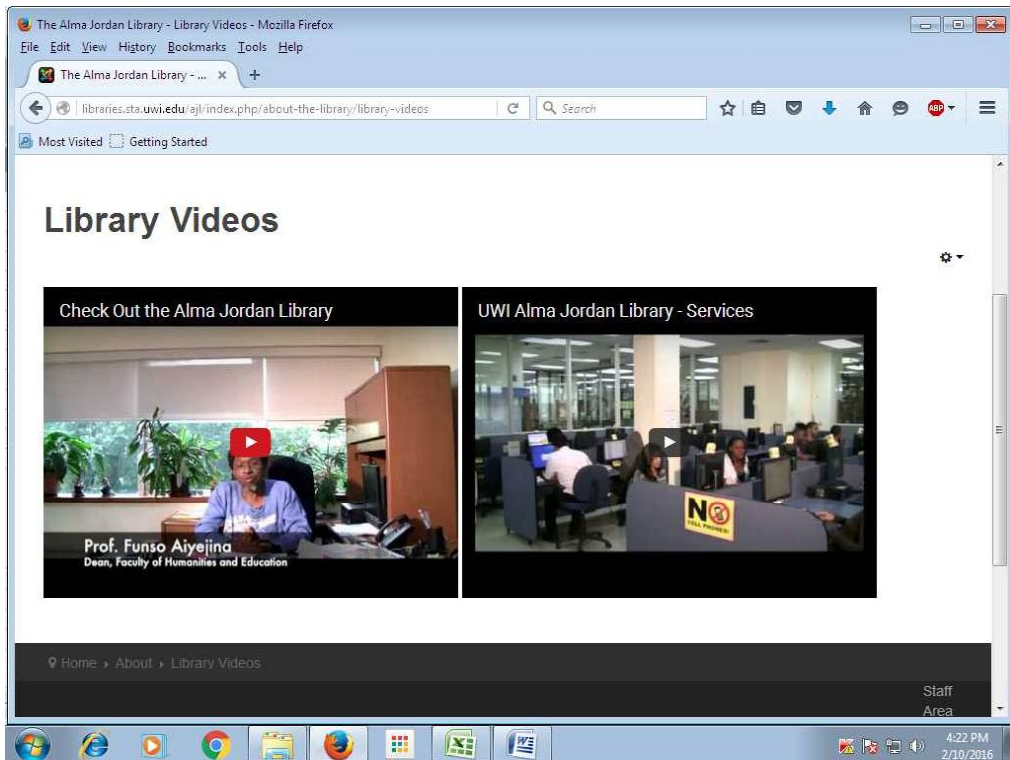 The Alma Jordan Library - Library Videos - Mozilla Firefox
File Edit View History Bookmarks Tools Help
The Alma Jordan Library - ... × +
libraries.sta.uwi.edu/ajl/index.php/about-the-library/library-videos
Search
ABP
Most Visited Getting Started
Library Videos
Check Out the Alma Jordan Library
UWI Alma Jordan Library - Services
NO
CELL PHONES!
Prof. Funso Aiyejina
Dean, Faculty of Humanities and Education
Home About Library Videos
Staff
Area
4:22 PM
2/10/2016